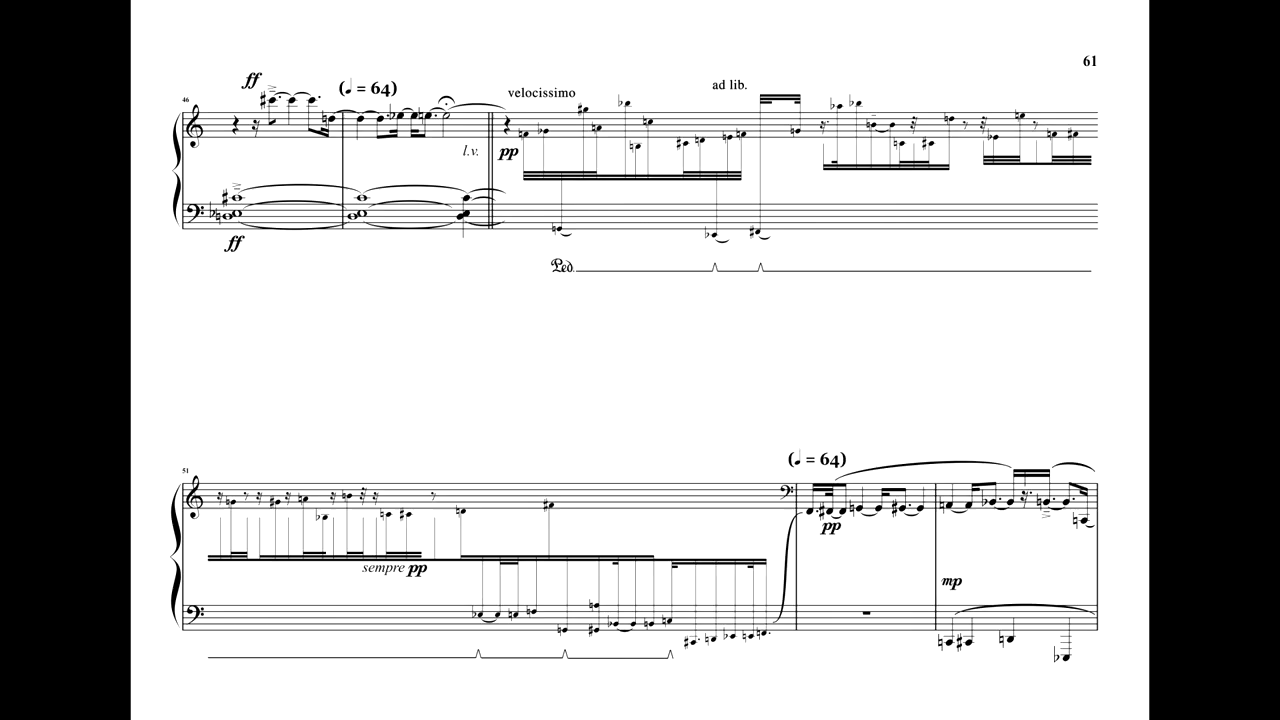 61
ff
46
(♩ = 64)
velocissimo
ad lib.
l.v.
pp
ff
Ped.
51
(♩ = 64)
pp
sempre pp
mp